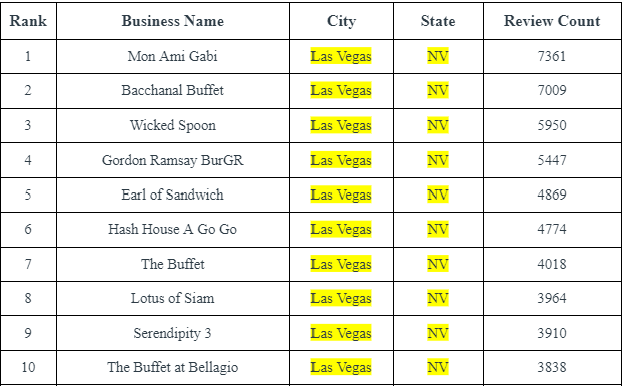 Rank Business Name City State Review Count
1 Mon Ami Gabi Las Vegas NV 7361
2 Bacchanal Buffet Las Vegas NV 7009
3 Wicked Spoon Las Vegas NV 5950
4 Gordon Ramsay BurGR Las Vegas NV 5447
5 Earl of Sandwich Las Vegas NV 4869
6 Hash House A Go Go Las Vegas NV 4774
7 The Buffet Las Vegas NV 4018
8 Lotus of Siam Las Vegas NV 3964
9 Serendipity 3 Las Vegas NV 3910
10 The Buffet at Bellagio Las Vegas NV 3838